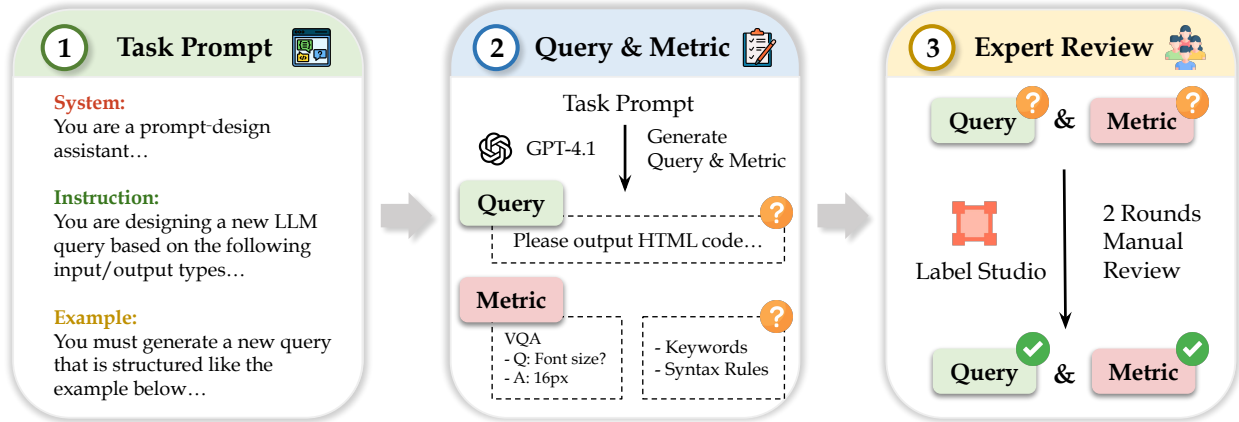 1 Task Prompt
System:
You are a prompt-design
assistant…
Instruction:
You are designing a new LLM
query based on the following
input/output types…
Example:
You must generate a new query
that is structured like the
example below…
2 Query & Metric
Task Prompt
GPT-4.1
Generate
Query & Metric
Query
?
Please output HTML code…
Metric
?
VQA
- Q: Font size?
- A: 16px
- Keywords
- Syntax Rules
3 Expert Review
Query ? & Metric ?
Label Studio
2 Rounds
Manual
Review
Query & Metric